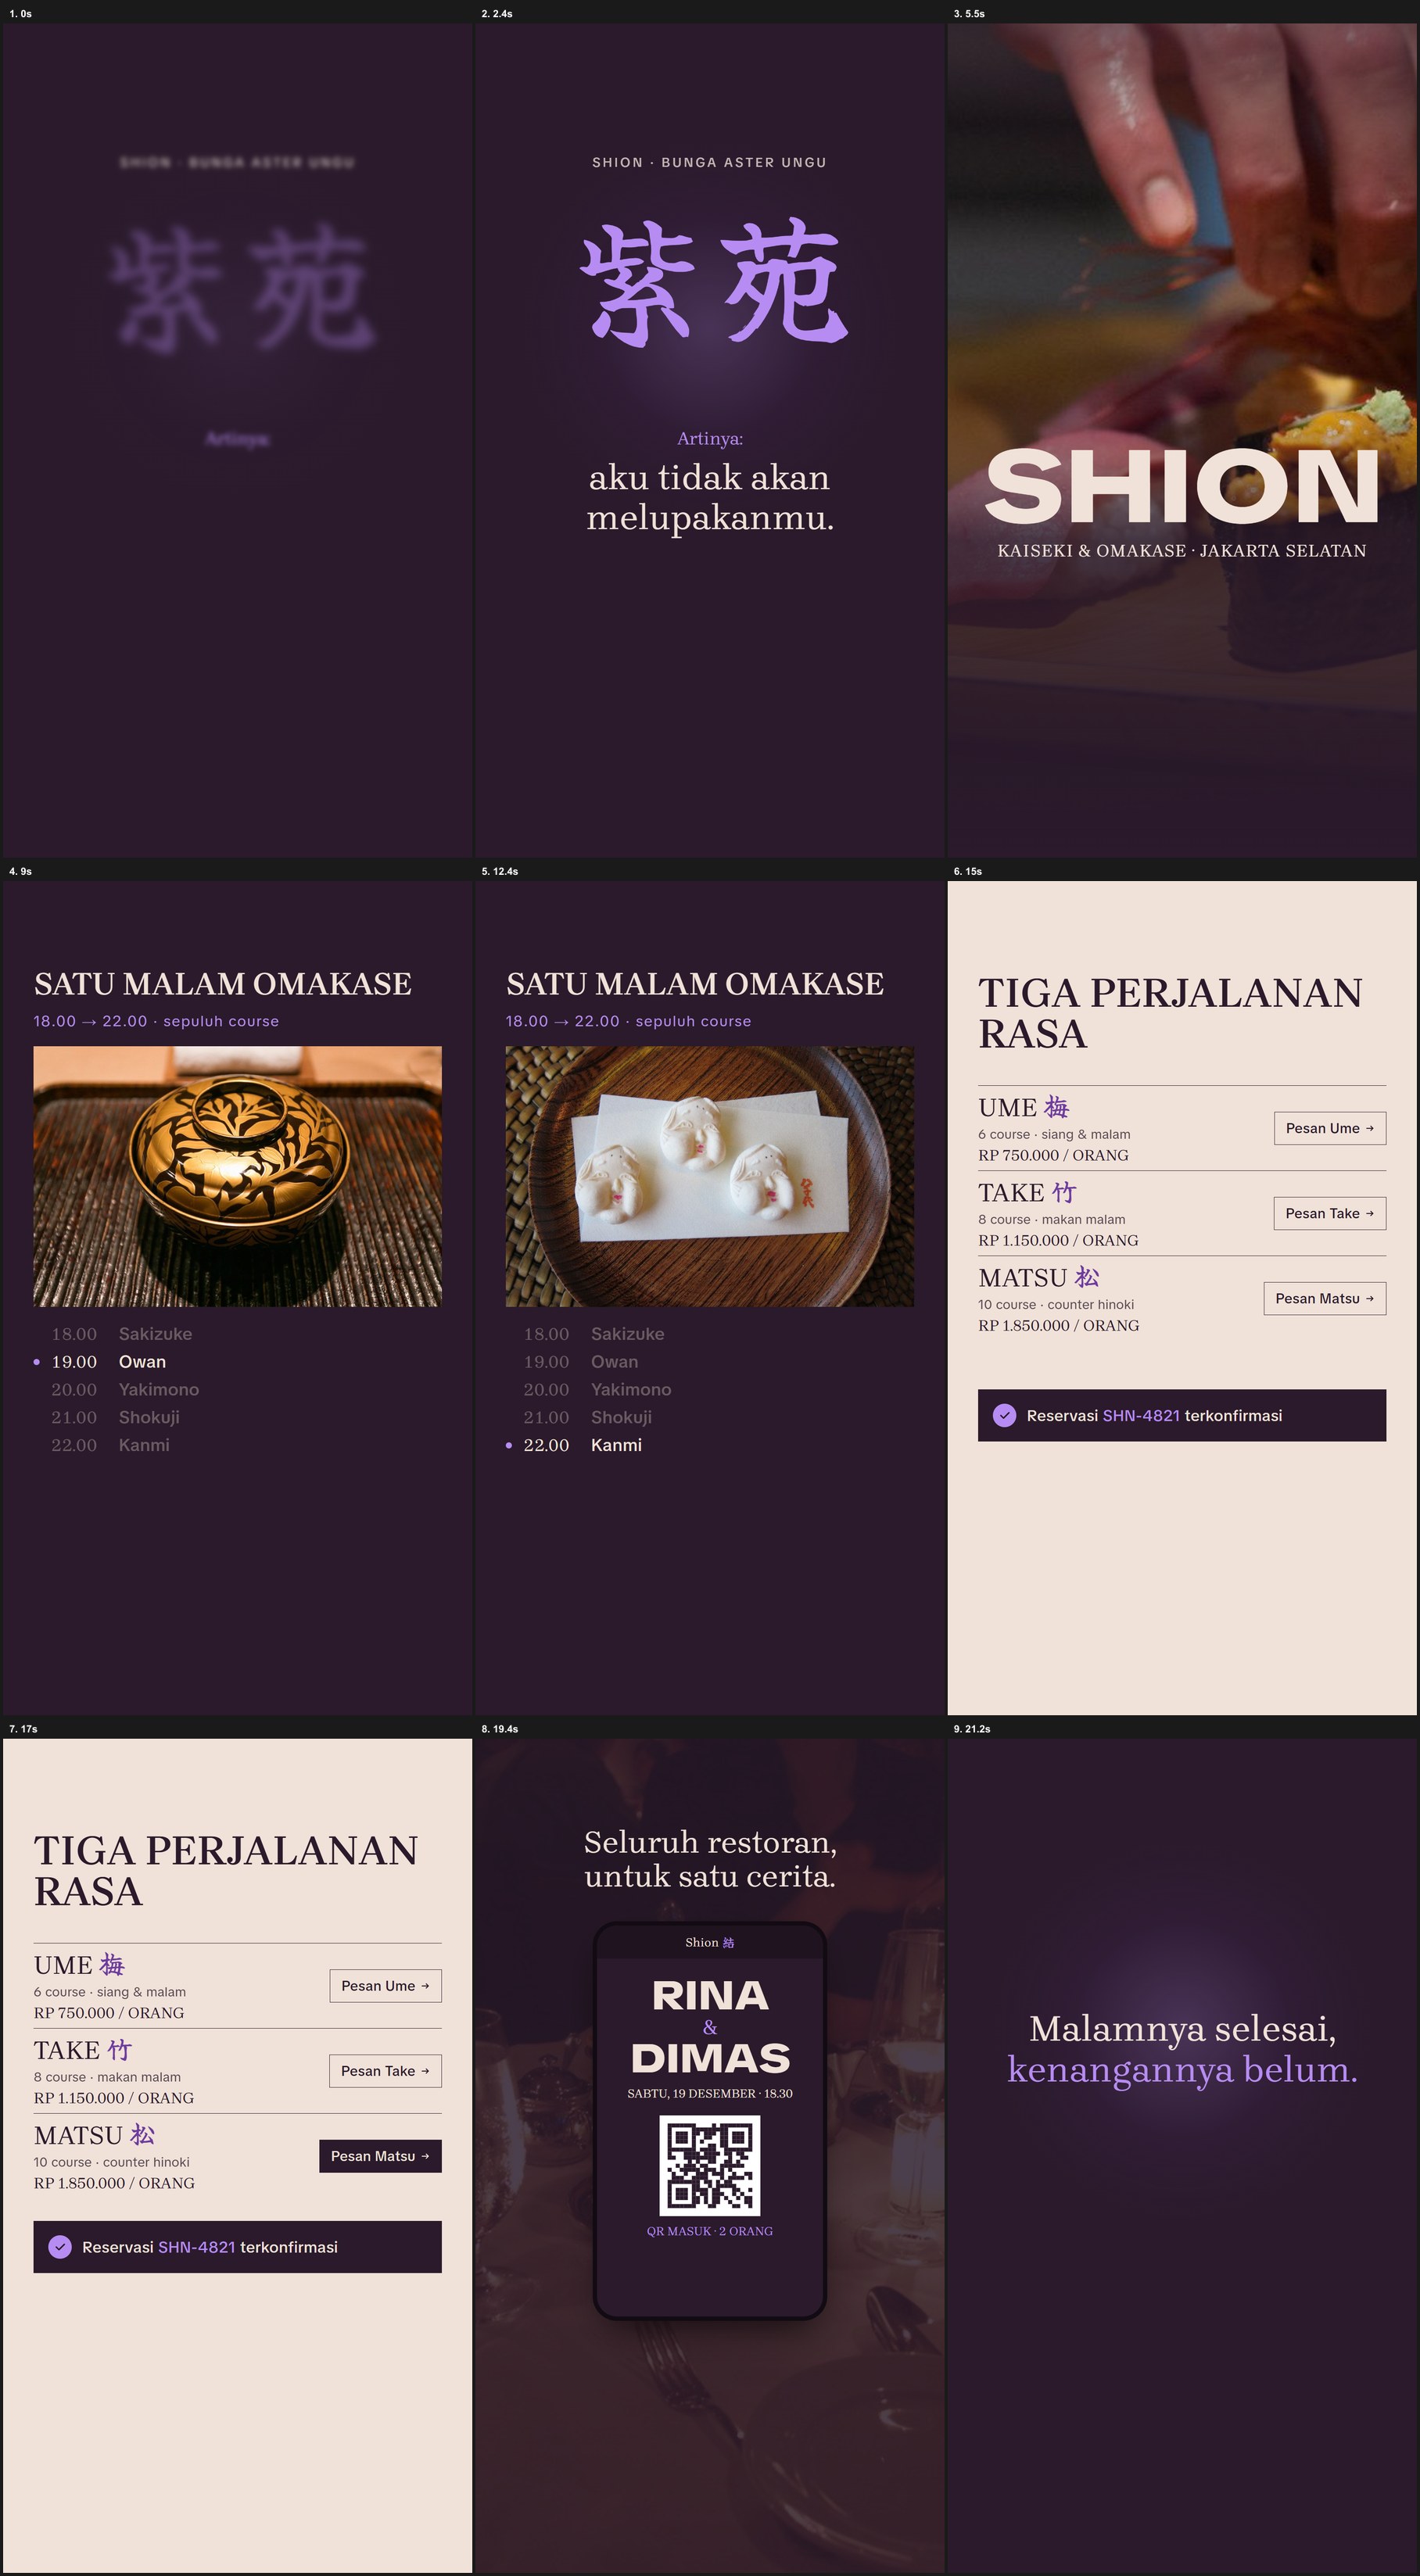 1. 0s
SHION · BUNGA ASTER UNGU
紫苑
Artinya:
2. 2.4s
SHION · BUNGA ASTER UNGU
紫苑
Artinya:
aku tidak akan
melupakanmu.
3. 5.5s
SHION
KAISEKI & OMAKASE · JAKARTA SELATAN
4. 9s
SATU MALAM OMAKASE
18.00 → 22.00 · sepuluh course
18.00 Sakizuke
19.00 Owan
20.00 Yakimono
21.00 Shokuji
22.00 Kanmi
5. 12.4s
SATU MALAM OMAKASE
18.00 → 22.00 · sepuluh course
18.00 Sakizuke
19.00 Owan
20.00 Yakimono
21.00 Shokuji
22.00 Kanmi
6. 15s
TIGA PERJALANAN
RASA
UME 梅
6 course · siang & malam
RP 750.000 / ORANG
Pesan Ume →
TAKE 竹
8 course · makan malam
RP 1.150.000 / ORANG
Pesan Take →
MATSU 松
10 course · counter hinoki
RP 1.850.000 / ORANG
Pesan Matsu →
Reservasi SHN-4821 terkonfirmasi
7. 17s
TIGA PERJALANAN
RASA
UME 梅
6 course · siang & malam
RP 750.000 / ORANG
Pesan Ume →
TAKE 竹
8 course · makan malam
RP 1.150.000 / ORANG
Pesan Take →
MATSU 松
10 course · counter hinoki
RP 1.850.000 / ORANG
Pesan Matsu →
Reservasi SHN-4821 terkonfirmasi
8. 19.4s
Seluruh restoran,
untuk satu cerita.
Shion 結
RINA
&
DIMAS
SABTU, 19 DESEMBER · 18.30
QR MASUK · 2 ORANG
9. 21.2s
Malamnya selesai,
kenangannya belum.